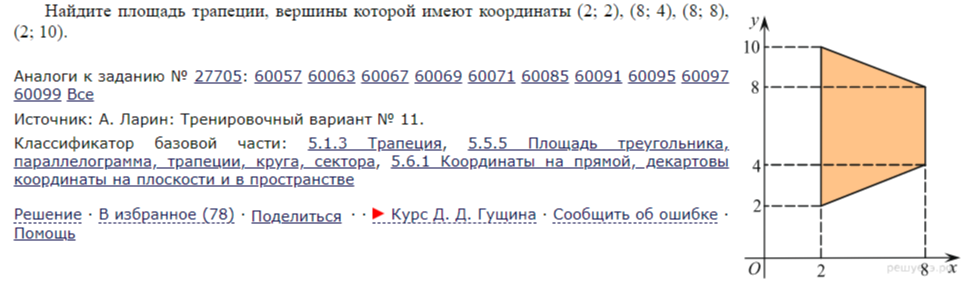 Найдите площадь трапеции, вершины которой имеют координаты (2; 2), (8; 4), (8; 8),
(2; 10).
Аналоги к заданию № 27705: 60057 60063 60067 60069 60071 60085 60091 60095 60097
60099 Все
Источник: А. Ларин: Тренировочный вариант № 11.
Классификатор базовой части: 5.1.3 Трапеция, 5.5.5 Площадь треугольника,
параллелограмма, трапеции, круга, сектора, 5.6.1 Координаты на прямой, декартовы
координаты на плоскости и в пространстве
Решение · В избранное (78) · Поделиться · · Курс Д. Д. Гущина · Сообщить об ошибке ·
Помощь
y
10
8
4
2
O
2
8
x